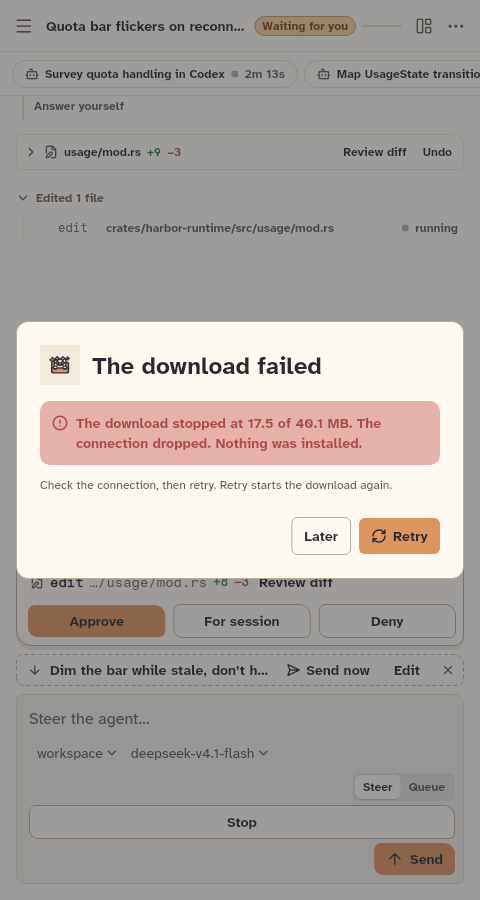 Quota bar flickers on reconn... Waiting for you
Survey quota handling in Codex 2m 13s Map UsageState transitio
Answer yourself
usage/mod.rs +9 −3 Review diff Undo
Edited 1 file
edit crates/harbor-runtime/src/usage/mod.rs running
The download failed
The download stopped at 17.5 of 40.1 MB. The
connection dropped. Nothing was installed.
Check the connection, then retry. Retry starts the download again.
Later Retry
edit …/usage/mod.rs +8 −3 Review diff
Approve For session Deny
Dim the bar while stale, don't h... Send now Edit
Steer the agent...
workspace deepseek-v4.1-flash
Steer Queue
Stop
Send